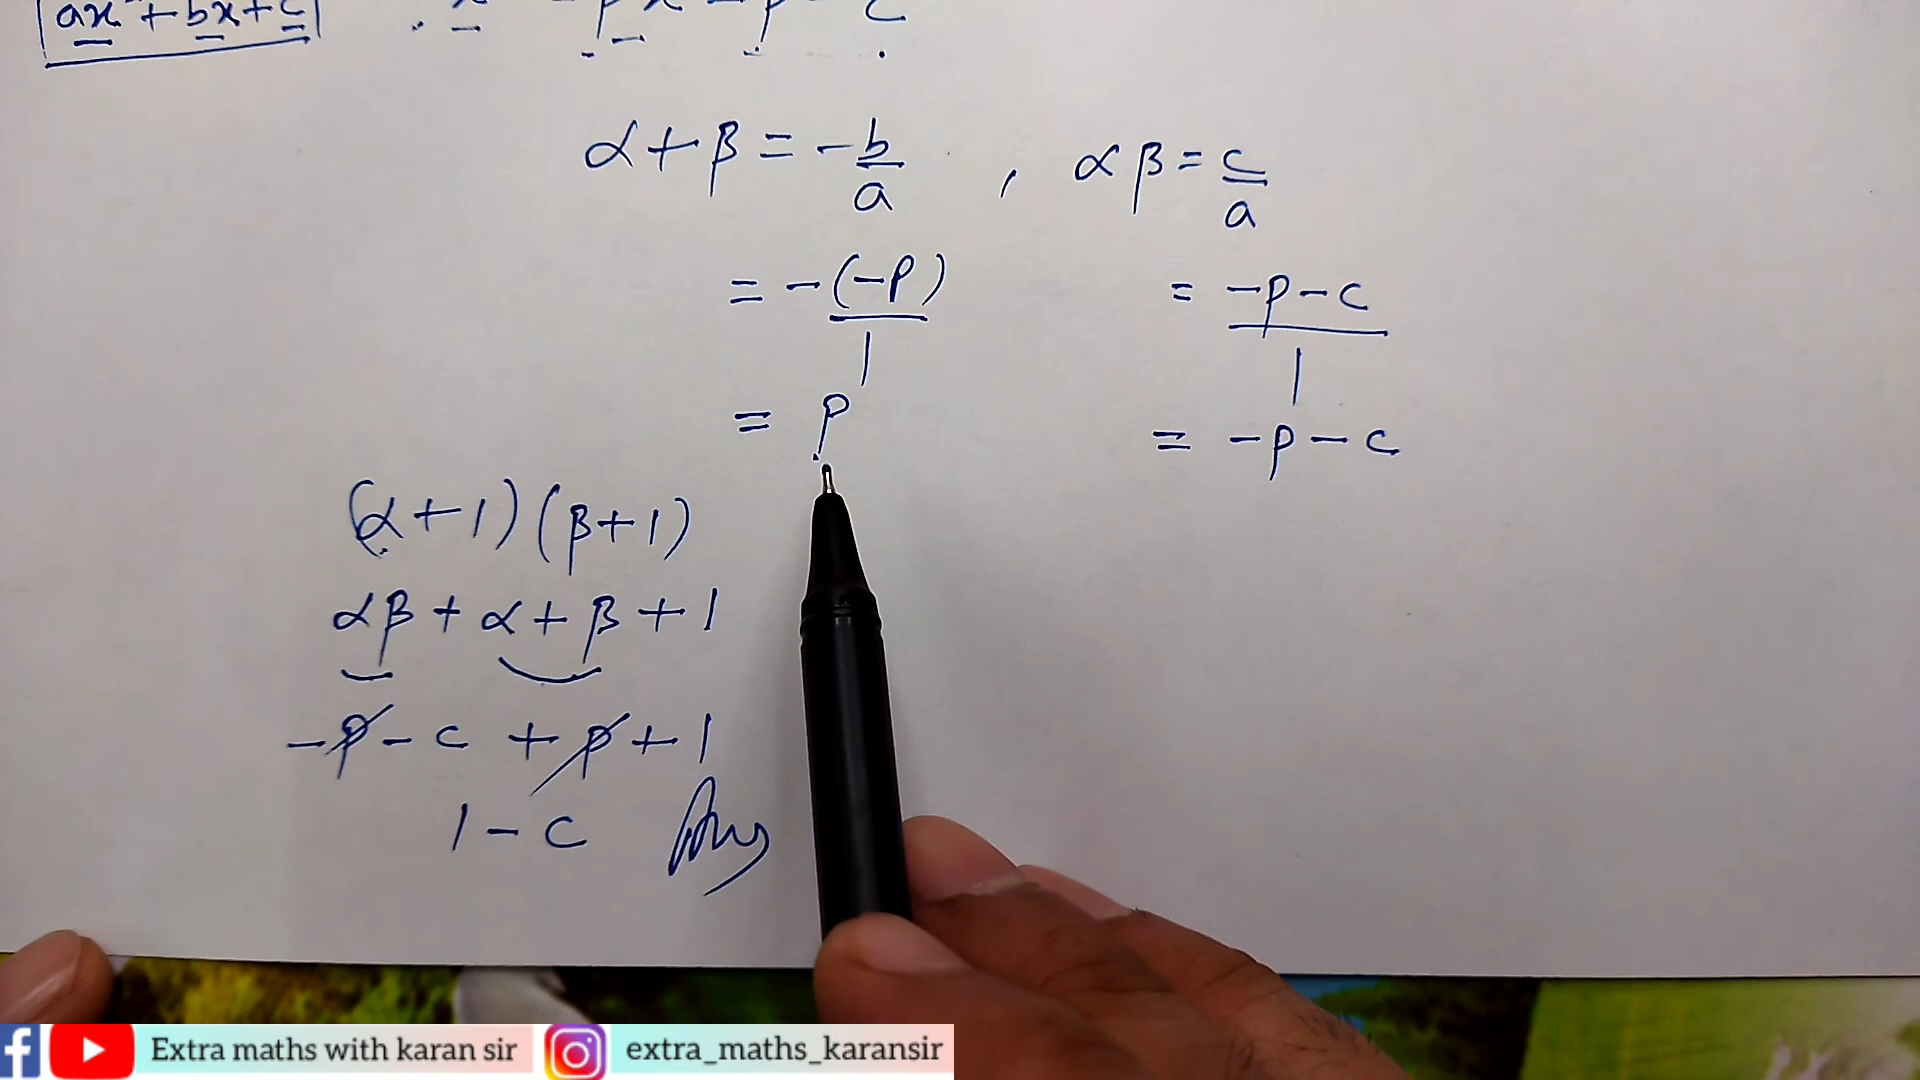 ax² + bx + c
α + β = -b/a , αβ = c/a
= -(-p)/1 = -p-c/1
= p = -p-c
(α+1)(β+1)
αβ + α + β + 1
-p - c + p + 1
1 - c Ans
Extra maths with karan sir extra_maths_karansir